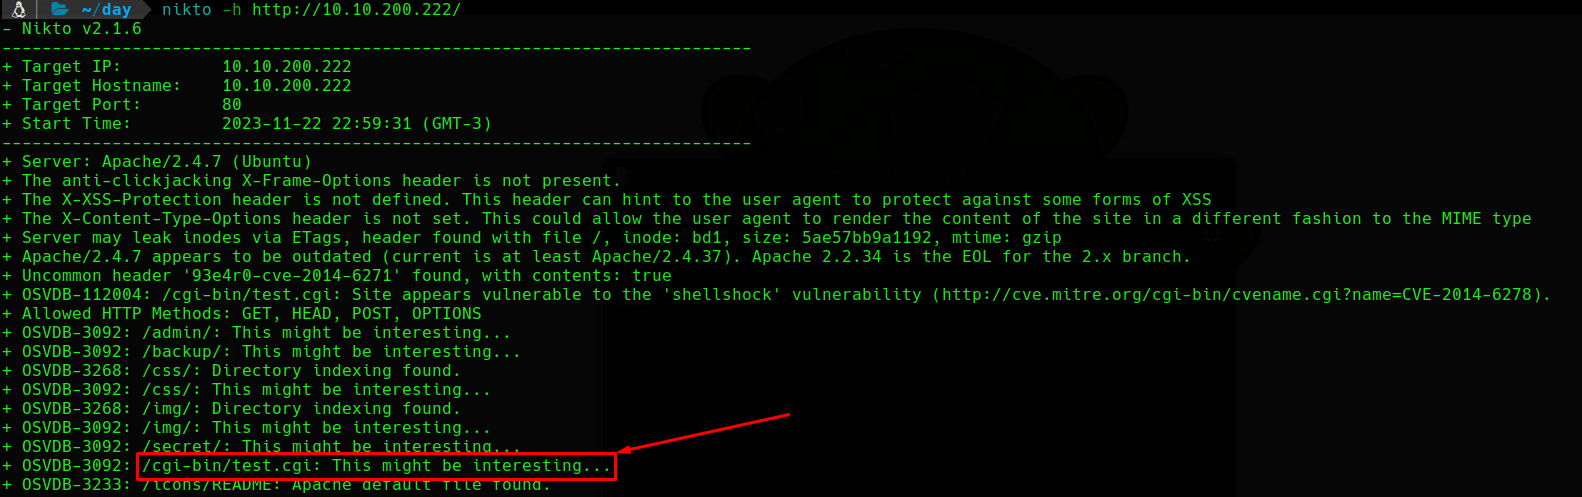 ~/day nikto -h http://10.10.200.222/
- Nikto v2.1.6
---------------------------------------------------------------------------
+ Target IP:          10.10.200.222
+ Target Hostname:    10.10.200.222
+ Target Port:        80
+ Start Time:         2023-11-22 22:59:31 (GMT-3)
---------------------------------------------------------------------------
+ Server: Apache/2.4.7 (Ubuntu)
+ The anti-clickjacking X-Frame-Options header is not present.
+ The X-XSS-Protection header is not defined. This header can hint to the user agent to protect against some forms of XSS
+ The X-Content-Type-Options header is not set. This could allow the user agent to render the content of the site in a different fashion to the MIME type
+ Server may leak inodes via ETags, header found with file /, inode: bd1, size: 5ae57bb9a1192, mtime: gzip
+ Apache/2.4.7 appears to be outdated (current is at least Apache/2.4.37). Apache 2.2.34 is the EOL for the 2.x branch.
+ Uncommon header '93e4r0-cve-2014-6271' found, with contents: true
+ OSVDB-112004: /cgi-bin/test.cgi: Site appears vulnerable to the 'shellshock' vulnerability (http://cve.mitre.org/cgi-bin/cvename.cgi?name=CVE-2014-6278).
+ Allowed HTTP Methods: GET, HEAD, POST, OPTIONS
+ OSVDB-3092: /admin/: This might be interesting...
+ OSVDB-3092: /backup/: This might be interesting...
+ OSVDB-3268: /css/: Directory indexing found.
+ OSVDB-3092: /css/: This might be interesting...
+ OSVDB-3268: /img/: Directory indexing found.
+ OSVDB-3092: /img/: This might be interesting...
+ OSVDB-3092: /secret/: This might be interesting...
+ OSVDB-3092: /cgi-bin/test.cgi: This might be interesting...
+ OSVDB-3233: /icons/README: Apache default file found.